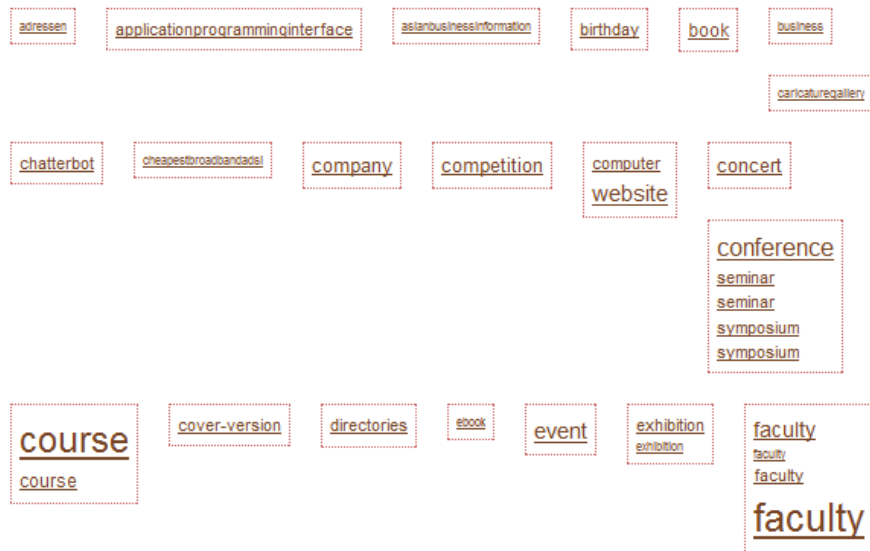 adressen applicationprogramminginterface asianbusinessinformation birthday book business
caricaturegallery
chatterbot cheapestbroadbandadsl company competition computer concert
website
conference
seminar
seminar
symposium
symposium
course cover-version directories ebook event exhibition faculty
exhibition faculty
course faculty
faculty